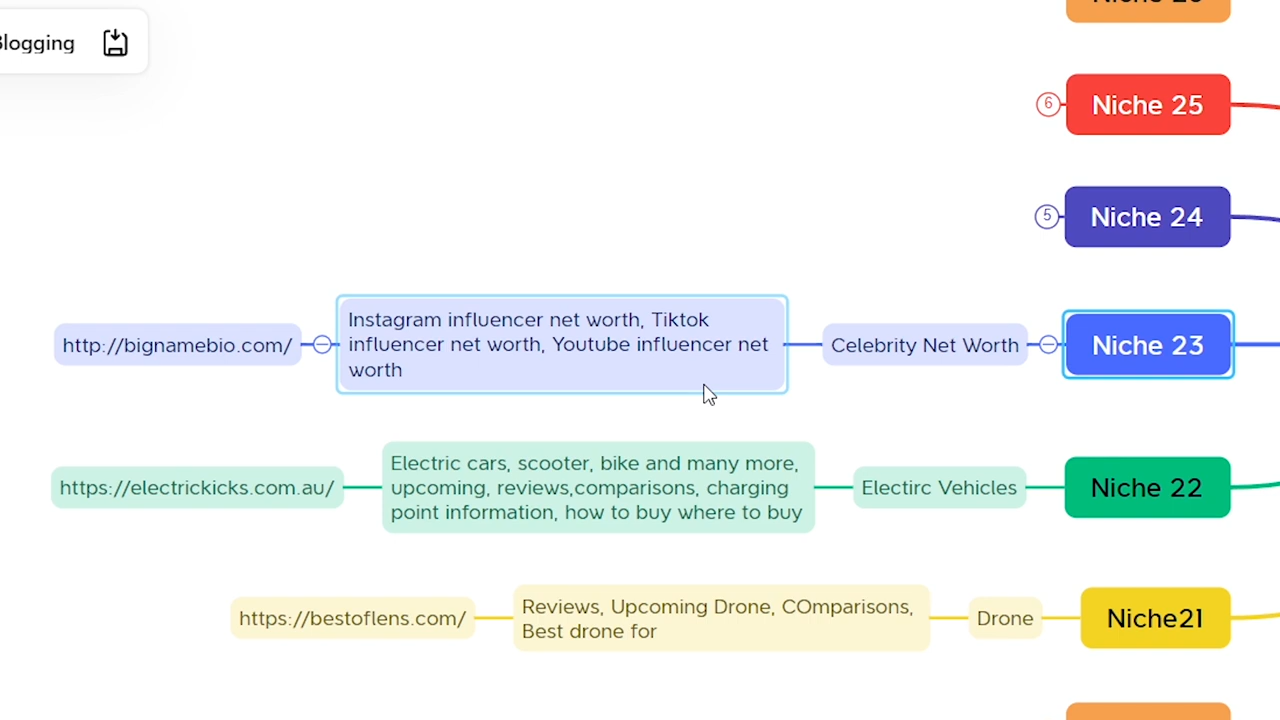 Blogging
Niche 25
6
Niche 24
5
Niche 23
Celebrity Net Worth
Instagram influencer net worth, Tiktok
influencer net worth, Youtube influencer net
worth
http://bignamebio.com/
Niche 22
Electirc Vehicles
Electric cars, scooter, bike and many more,
upcoming, reviews,comparisons, charging
point information, how to buy where to buy
https://electrickicks.com.au/
Niche21
Drone
Reviews, Upcoming Drone, COmparisons,
Best drone for
https://bestoflens.com/